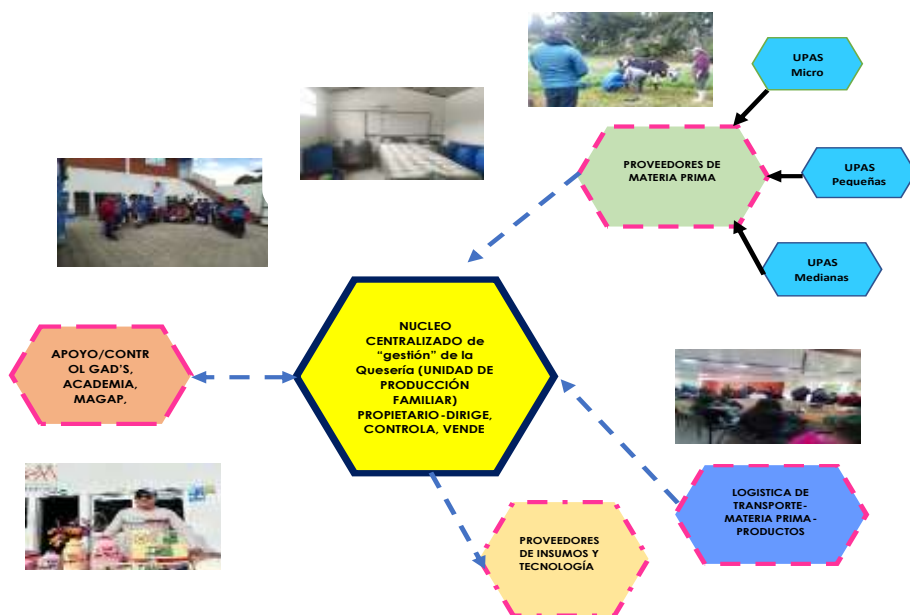 UPAS
Micro
PROVEEDORES DE
MATERIA PRIMA
UPAS
Pequeñas
UPAS
Medianas
NUCLEO
CENTRALIZADO de
“gestión” de la
Quesería (UNIDAD DE
PRODUCCIÓN
FAMILIAR)
PROPIETARIO-DIRIGE,
CONTROLA, VENDE
APOYO/CONTR
OL GAD'S,
ACADEMIA,
MAGAP,
LOGISTICA DE
TRANSPORTE-
MATERIA PRIMA-
PRODUCTOS
PROVEEDORES
DE INSUMOS Y
TECNOLOGÍA